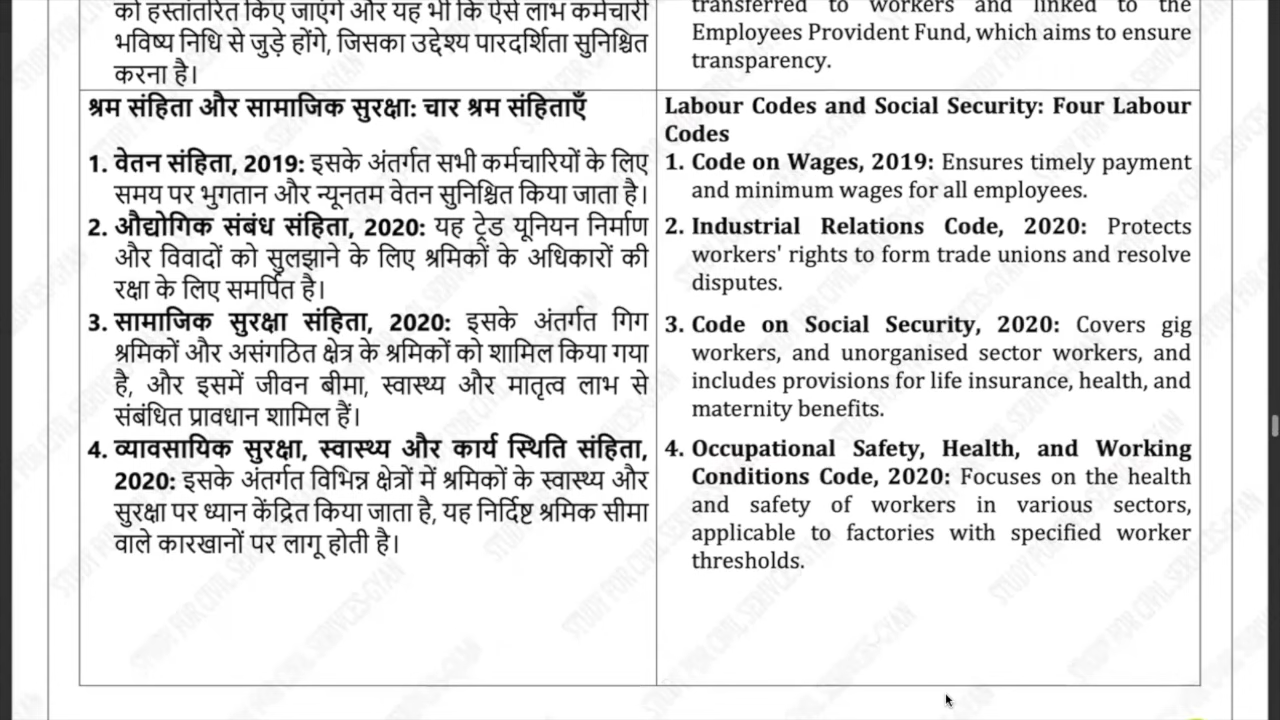 को हस्तांतरित किए जाएंगे और यह भी कि ऐसे लाभ कर्मचारी
भविष्य निधि से जुड़े होंगे, जिसका उद्देश्य पारदर्शिता सुनिश्चित
करना है।
श्रम संहिता और सामाजिक सुरक्षा: चार श्रम संहिताएँ
1. वेतन संहिता, 2019: इसके अंतर्गत सभी कर्मचारियों के लिए
समय पर भुगतान और न्यूनतम वेतन सुनिश्चित किया जाता है।
2. औद्योगिक संबंध संहिता, 2020: यह ट्रेड यूनियन निर्माण
और विवादों को सुलझाने के लिए श्रमिकों के अधिकारों की
रक्षा के लिए समर्पित है।
3. सामाजिक सुरक्षा संहिता, 2020: इसके अंतर्गत गिग
श्रमिकों और असंगठित क्षेत्र के श्रमिकों को शामिल किया गया
है, और इसमें जीवन बीमा, स्वास्थ्य और मातृत्व लाभ से
संबंधित प्रावधान शामिल हैं।
4. व्यावसायिक सुरक्षा, स्वास्थ्य और कार्य स्थिति संहिता,
2020: इसके अंतर्गत विभिन्न क्षेत्रों में श्रमिकों के स्वास्थ्य और
सुरक्षा पर ध्यान केंद्रित किया जाता है, यह निर्दिष्ट श्रमिक सीमा
वाले कारखानों पर लागू होती है।
transferred to workers and linked to the
Employees Provident Fund, which aims to ensure
transparency.
Labour Codes and Social Security: Four Labour
Codes
1. Code on Wages, 2019: Ensures timely payment
and minimum wages for all employees.
2. Industrial Relations Code, 2020: Protects
workers' rights to form trade unions and resolve
disputes.
3. Code on Social Security, 2020: Covers gig
workers, and unorganised sector workers, and
includes provisions for life insurance, health, and
maternity benefits.
4. Occupational Safety, Health, and Working
Conditions Code, 2020: Focuses on the health
and safety of workers in various sectors,
applicable to factories with specified worker
thresholds.
STUDY FOR CIVIL SERVICES-GYAN